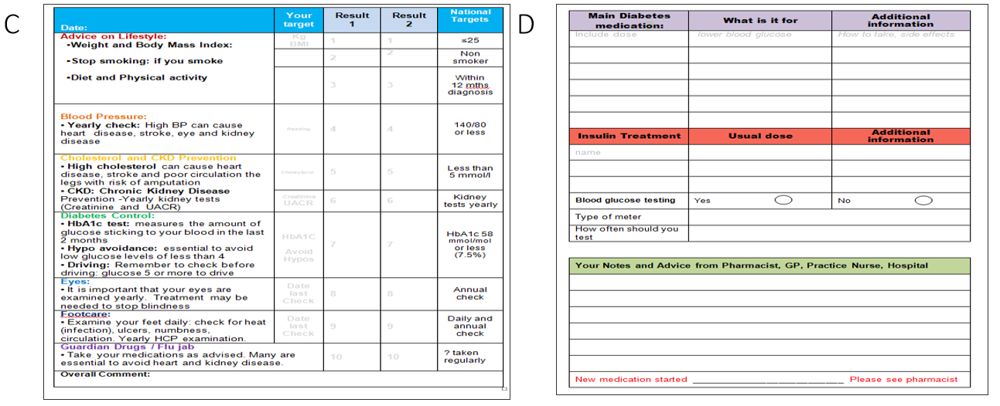 C
Your target
Result 1
Result 2
National Targets
Date:
Advice on Lifestyle:
▪Weight and Body Mass Index:
Kg
BMI
1
1
≤25
▪Stop smoking: if you smoke
2
2
Non smoker
▪Diet and Physical activity
3
3
Within
12 mths
diagnosis
Blood Pressure:
▪ Yearly check: High BP can cause
heart disease, stroke, eye and kidney
disease
Reading
4
4
140/80
or less
Cholesterol and CKD Prevention
▪ High cholesterol can cause heart
disease, stroke and poor circulation the
legs with risk of amputation
Cholesterol
5
5
Less than
5 mmol/l
▪ CKD: Chronic Kidney Disease
Prevention -Yearly kidney tests
(Creatinine and UACR)
Creatinine
UACR
6
6
Kidney
tests yearly
Diabetes Control:
▪ HbA1c test: measures the amount of
glucose sticking to your blood in the last
2 months
▪ Hypo avoidance: essential to avoid
low glucose levels of less than 4
▪ Driving: Remember to check before
driving: glucose 5 or more to drive
HbA1C
Avoid
Hypos
7
7
HbA1c 58
mmol/mol
or less
(7.5%)
Eyes:
▪ It is important that your eyes are
examined yearly. Treatment may be
needed to stop blindness
Date
last
Check
8
8
Annual
check
Footcare:
▪ Examine your feet daily: check for heat
(infection), ulcers, numbness,
circulation. Yearly HCP examination.
Date
last
Check
9
9
Daily and
annual
check
Guardian Drugs / Flu jab
▪ Take your medications as advised. Many are
essential to avoid heart and kidney disease.
10
10
? taken
regularly
Overall Comment:
D
Main Diabetes
medication:
What is it for
Additional
information
Include dose
lower blood glucose
How to take, side effects
Insulin Treatment
Usual dose
Additional
information
name
Blood glucose testing
Yes
No
Type of meter
How often should you
test
Your Notes and Advice from Pharmacist, GP, Practice Nurse, Hospital
New medication started ______________________________ Please see pharmacist